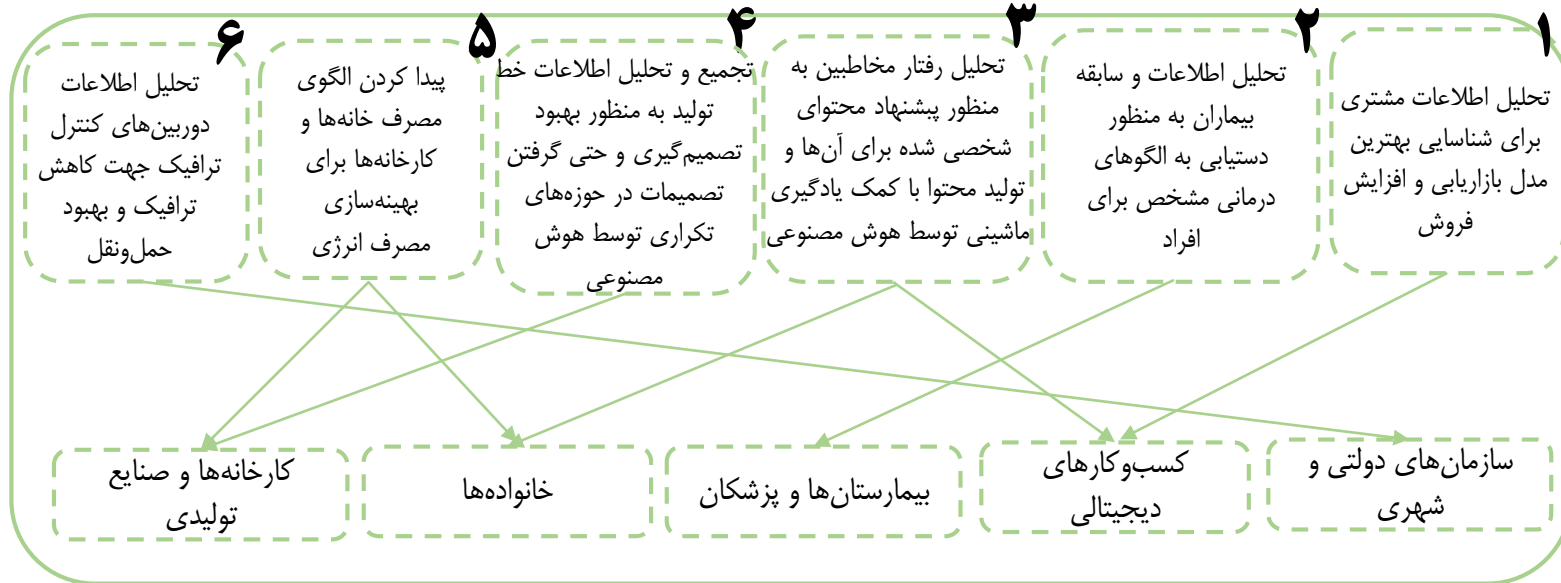 ۱
تحلیل اطلاعات مشتری
برای شناسایی بهترین
مدل بازاریابی و افزایش
فروش
۲
تحلیل اطلاعات و سابقه
بیماران به منظور
دستیابی به الگوهای
درمانی مشخص برای
افراد
۳
تحلیل رفتار مخاطبین به
منظور پیشنهاد محتوای
شخصی شده برای آن‌ها و
تولید محتوا با کمک یادگیری
ماشینی توسط هوش مصنوعی
۴
تجمیع و تحلیل اطلاعات خط
تولید به منظور بهبود
تصمیم‌گیری و حتی گرفتن
تصمیمات در حوزه‌های
تکراری توسط هوش
مصنوعی
۵
پیدا کردن الگوی
مصرف خانه‌ها و
کارخانه‌ها برای
بهینه‌سازی
مصرف انرژی
۶
تحلیل اطلاعات
دوربین‌های کنترل
ترافیک جهت کاهش
ترافیک و بهبود
حمل‌ونقل
سازمان‌های دولتی و
شهری
کسب‌وکارهای
دیجیتالی
بیمارستان‌ها و پزشکان
خانواده‌ها
کارخانه‌ها و صنایع
تولیدی